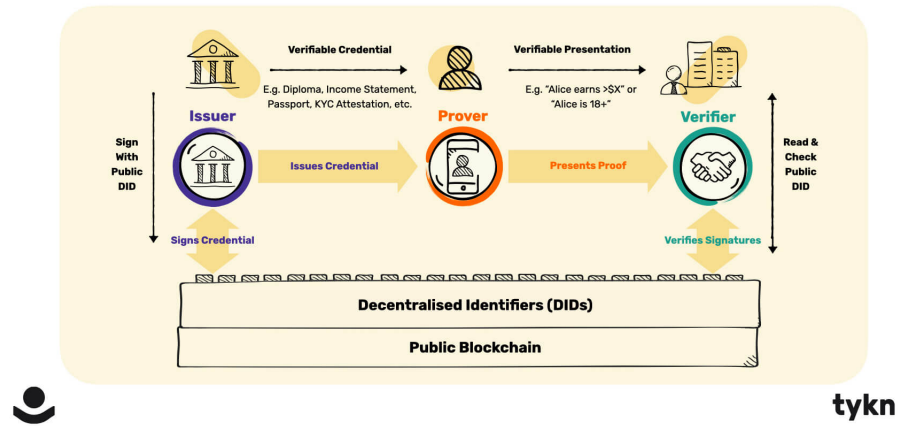 Verifiable Credential
Verifiable Presentation
E.g. Diploma, Income Statement,
Passport, KYC Attestation, etc.
E.g. “Alice earns >$X” or
“Alice is 18+”
Issuer
Prover
Verifier
Sign
With
Public
DID
Issues Credential
Presents Proof
Read &
Check
Public
DID
Signs Credential
Verifies Signatures
Decentralised Identifiers (DIDs)
Public Blockchain
tykn